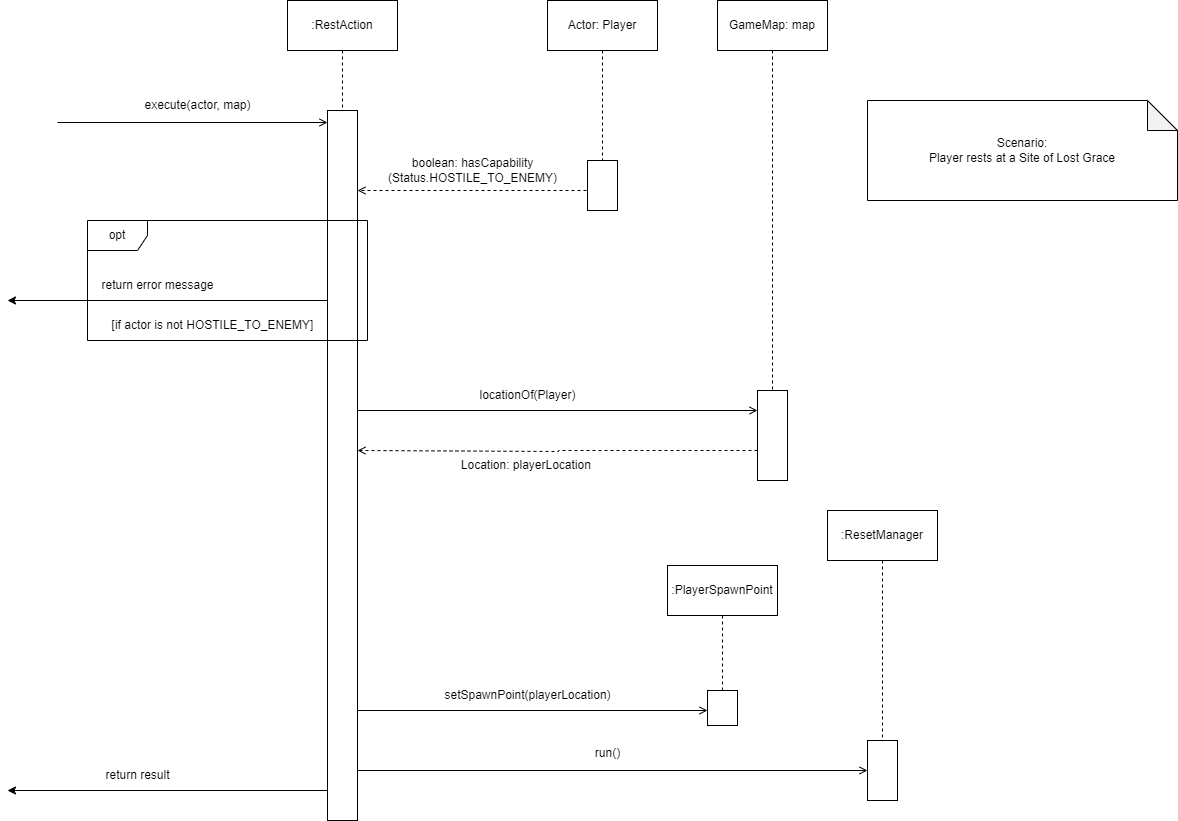 :RestAction
Actor: Player
GameMap: map
execute(actor, map)
Scenario:
Player rests at a Site of Lost Grace
boolean: hasCapability
(Status.HOSTILE_TO_ENEMY)
opt
return error message
[if actor is not HOSTILE_TO_ENEMY]
locationOf(Player)
Location: playerLocation
:ResetManager
:PlayerSpawnPoint
setSpawnPoint(playerLocation)
run()
return result